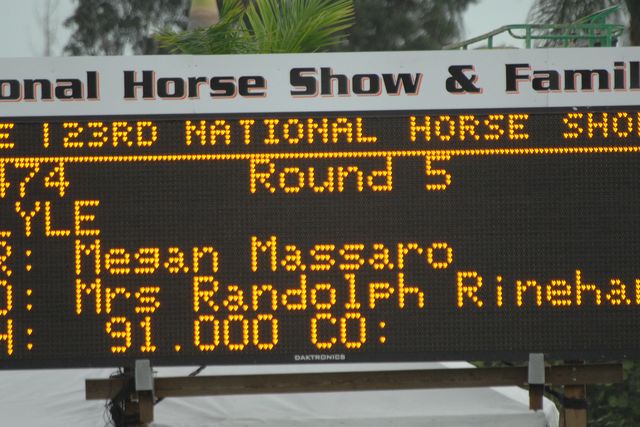 onal Horse Show & Famil
E 123RD NATIONAL HORSE SHO
474 Round 5
LYLE
R: Megan Massaro
O: Mrs Randolph Rinehar
A: 91.000 CO:
DAKTRONICS